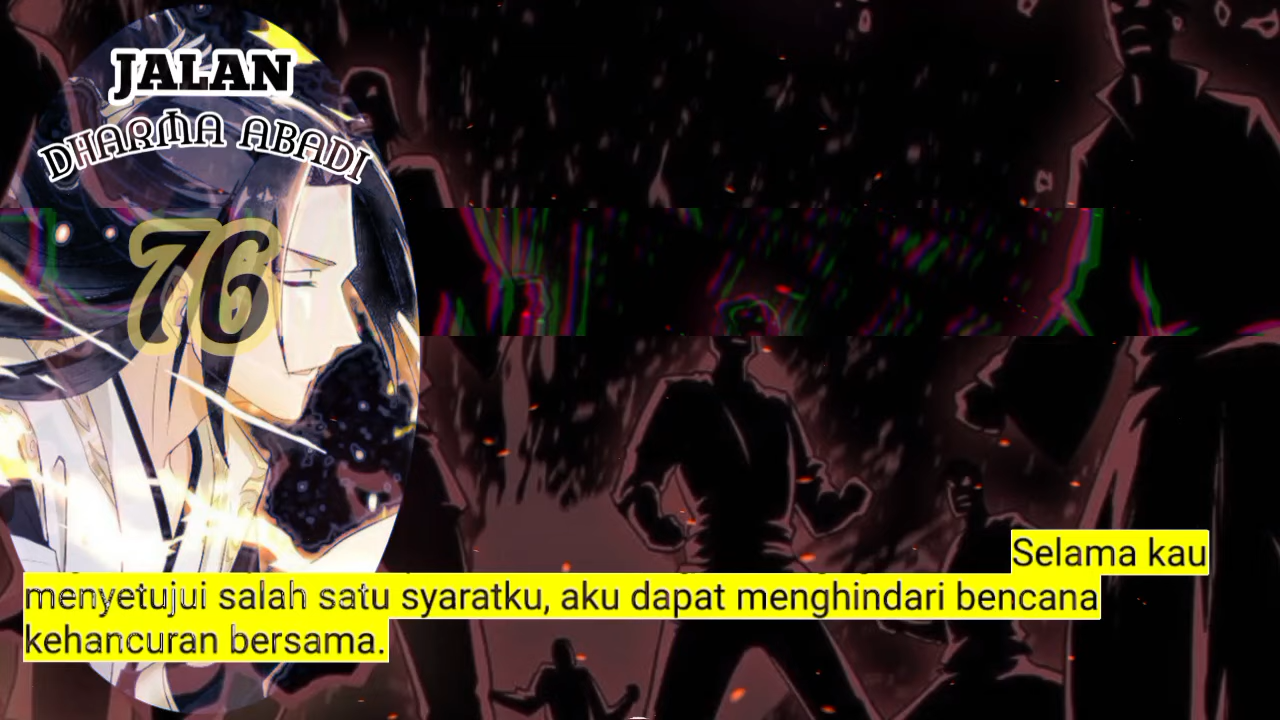 JALAN
DHARMA ABADI
76
Selama kau
menyetujui salah satu syaratku, aku dapat menghindari bencana
kehancuran bersama.